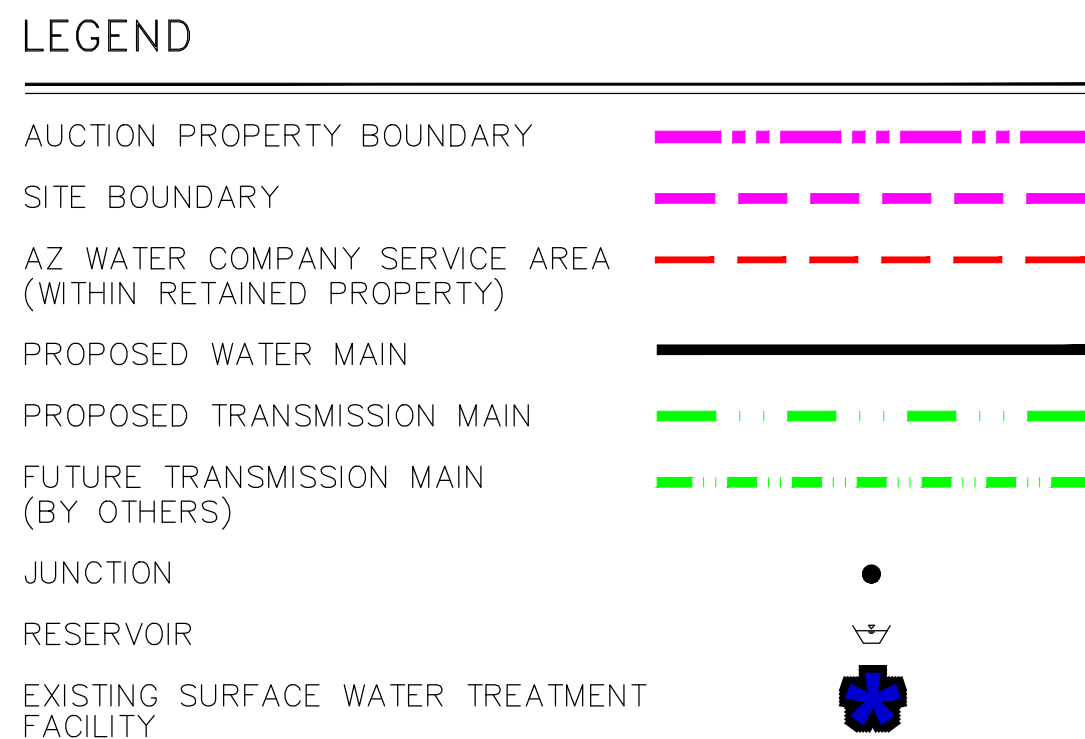 LEGEND
AUCTION PROPERTY BOUNDARY
SITE BOUNDARY
AZ WATER COMPANY SERVICE AREA
(WITHIN RETAINED PROPERTY)
PROPOSED WATER MAIN
PROPOSED TRANSMISSION MAIN
FUTURE TRANSMISSION MAIN
(BY OTHERS)
JUNCTION
RESERVOIR
EXISTING SURFACE WATER TREATMENT
FACILITY